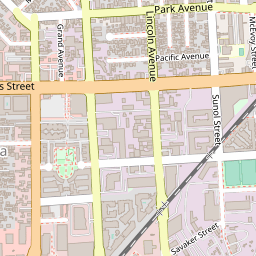 Park Avenue
McEvoy Street
Grand Avenue
Lincoln Avenue
Pacific Avenue
s Street
Sunol Street
a
Savaker Street